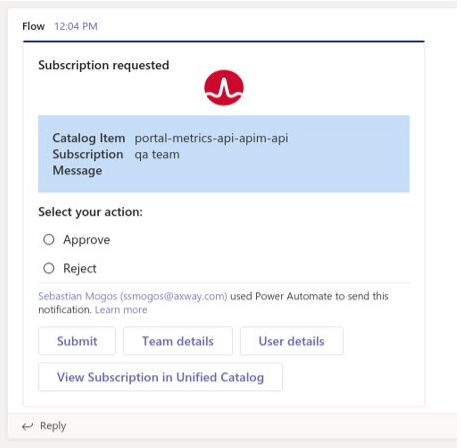 Flow 12:04 PM
Subscription requested
Catalog Item portal-metrics-api-apim-api
Subscription qa team
Message
Select your action:
Approve
Reject
Sebastian Mogos (ssmogos@axway.com) used Power Automate to send this
notification. Learn more
Submit Team details User details
View Subscription in Unified Catalog
Reply